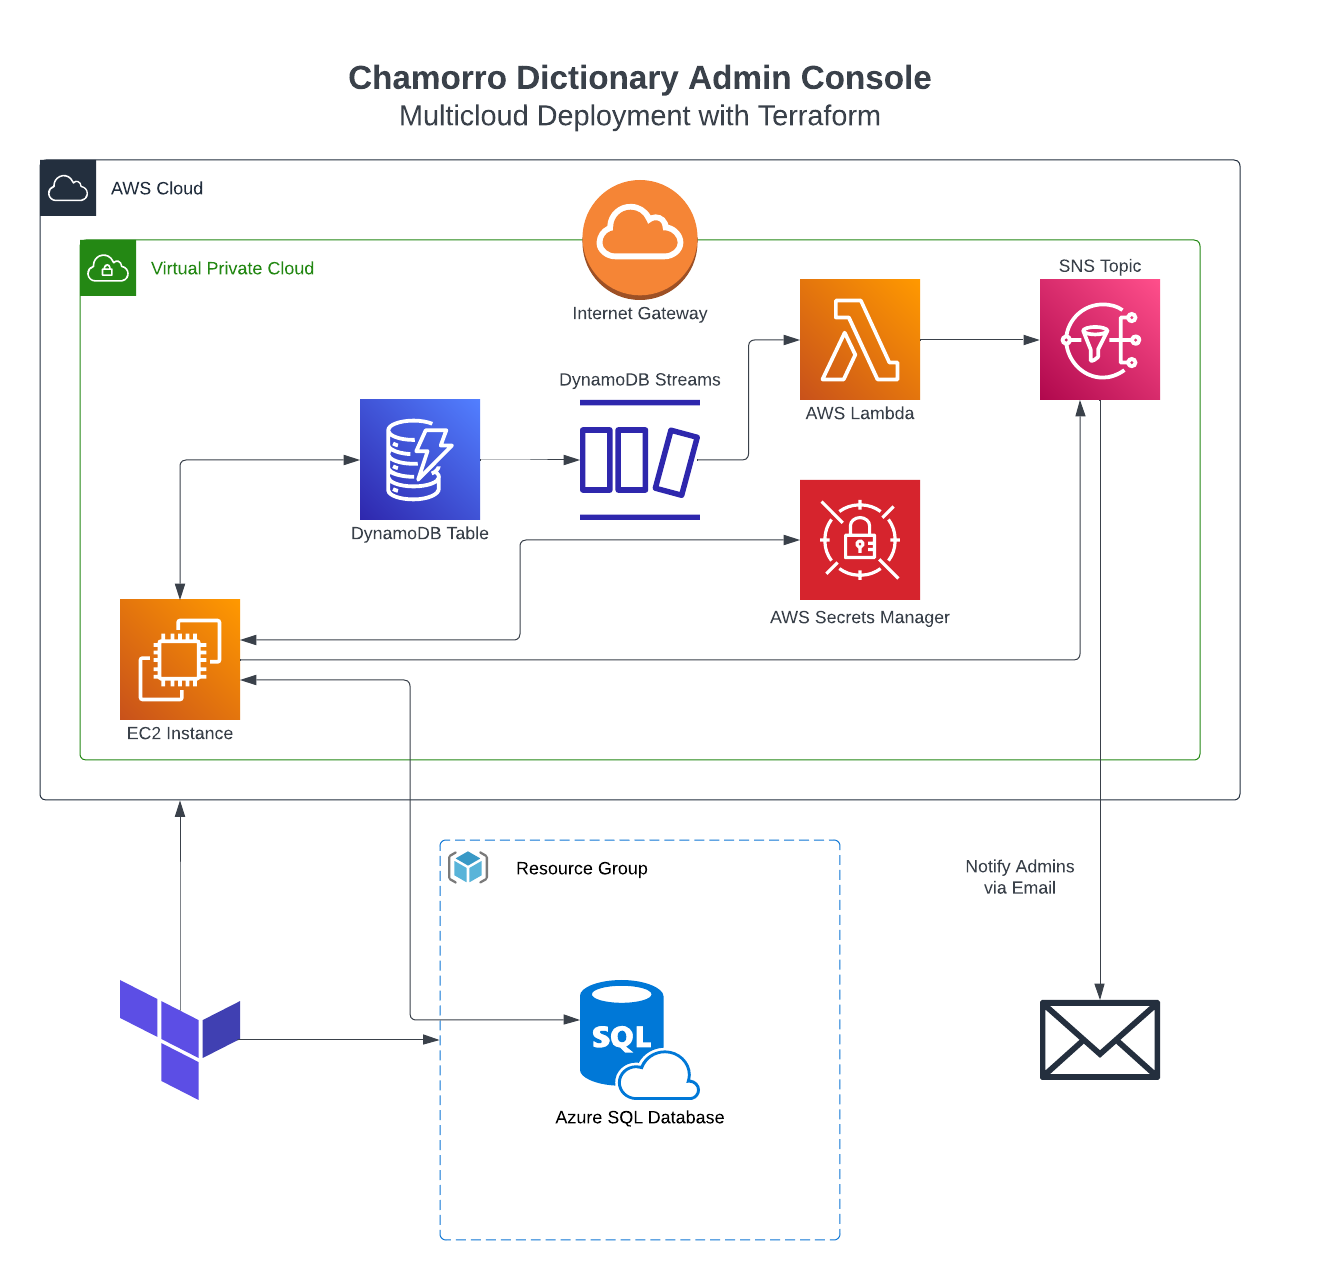 Chamorro Dictionary Admin Console
Multicloud Deployment with Terraform
AWS Cloud
Virtual Private Cloud
Internet Gateway
SNS Topic
DynamoDB Streams
AWS Lambda
DynamoDB Table
AWS Secrets Manager
EC2 Instance
Resource Group
Notify Admins
via Email
SQL
Azure SQL Database